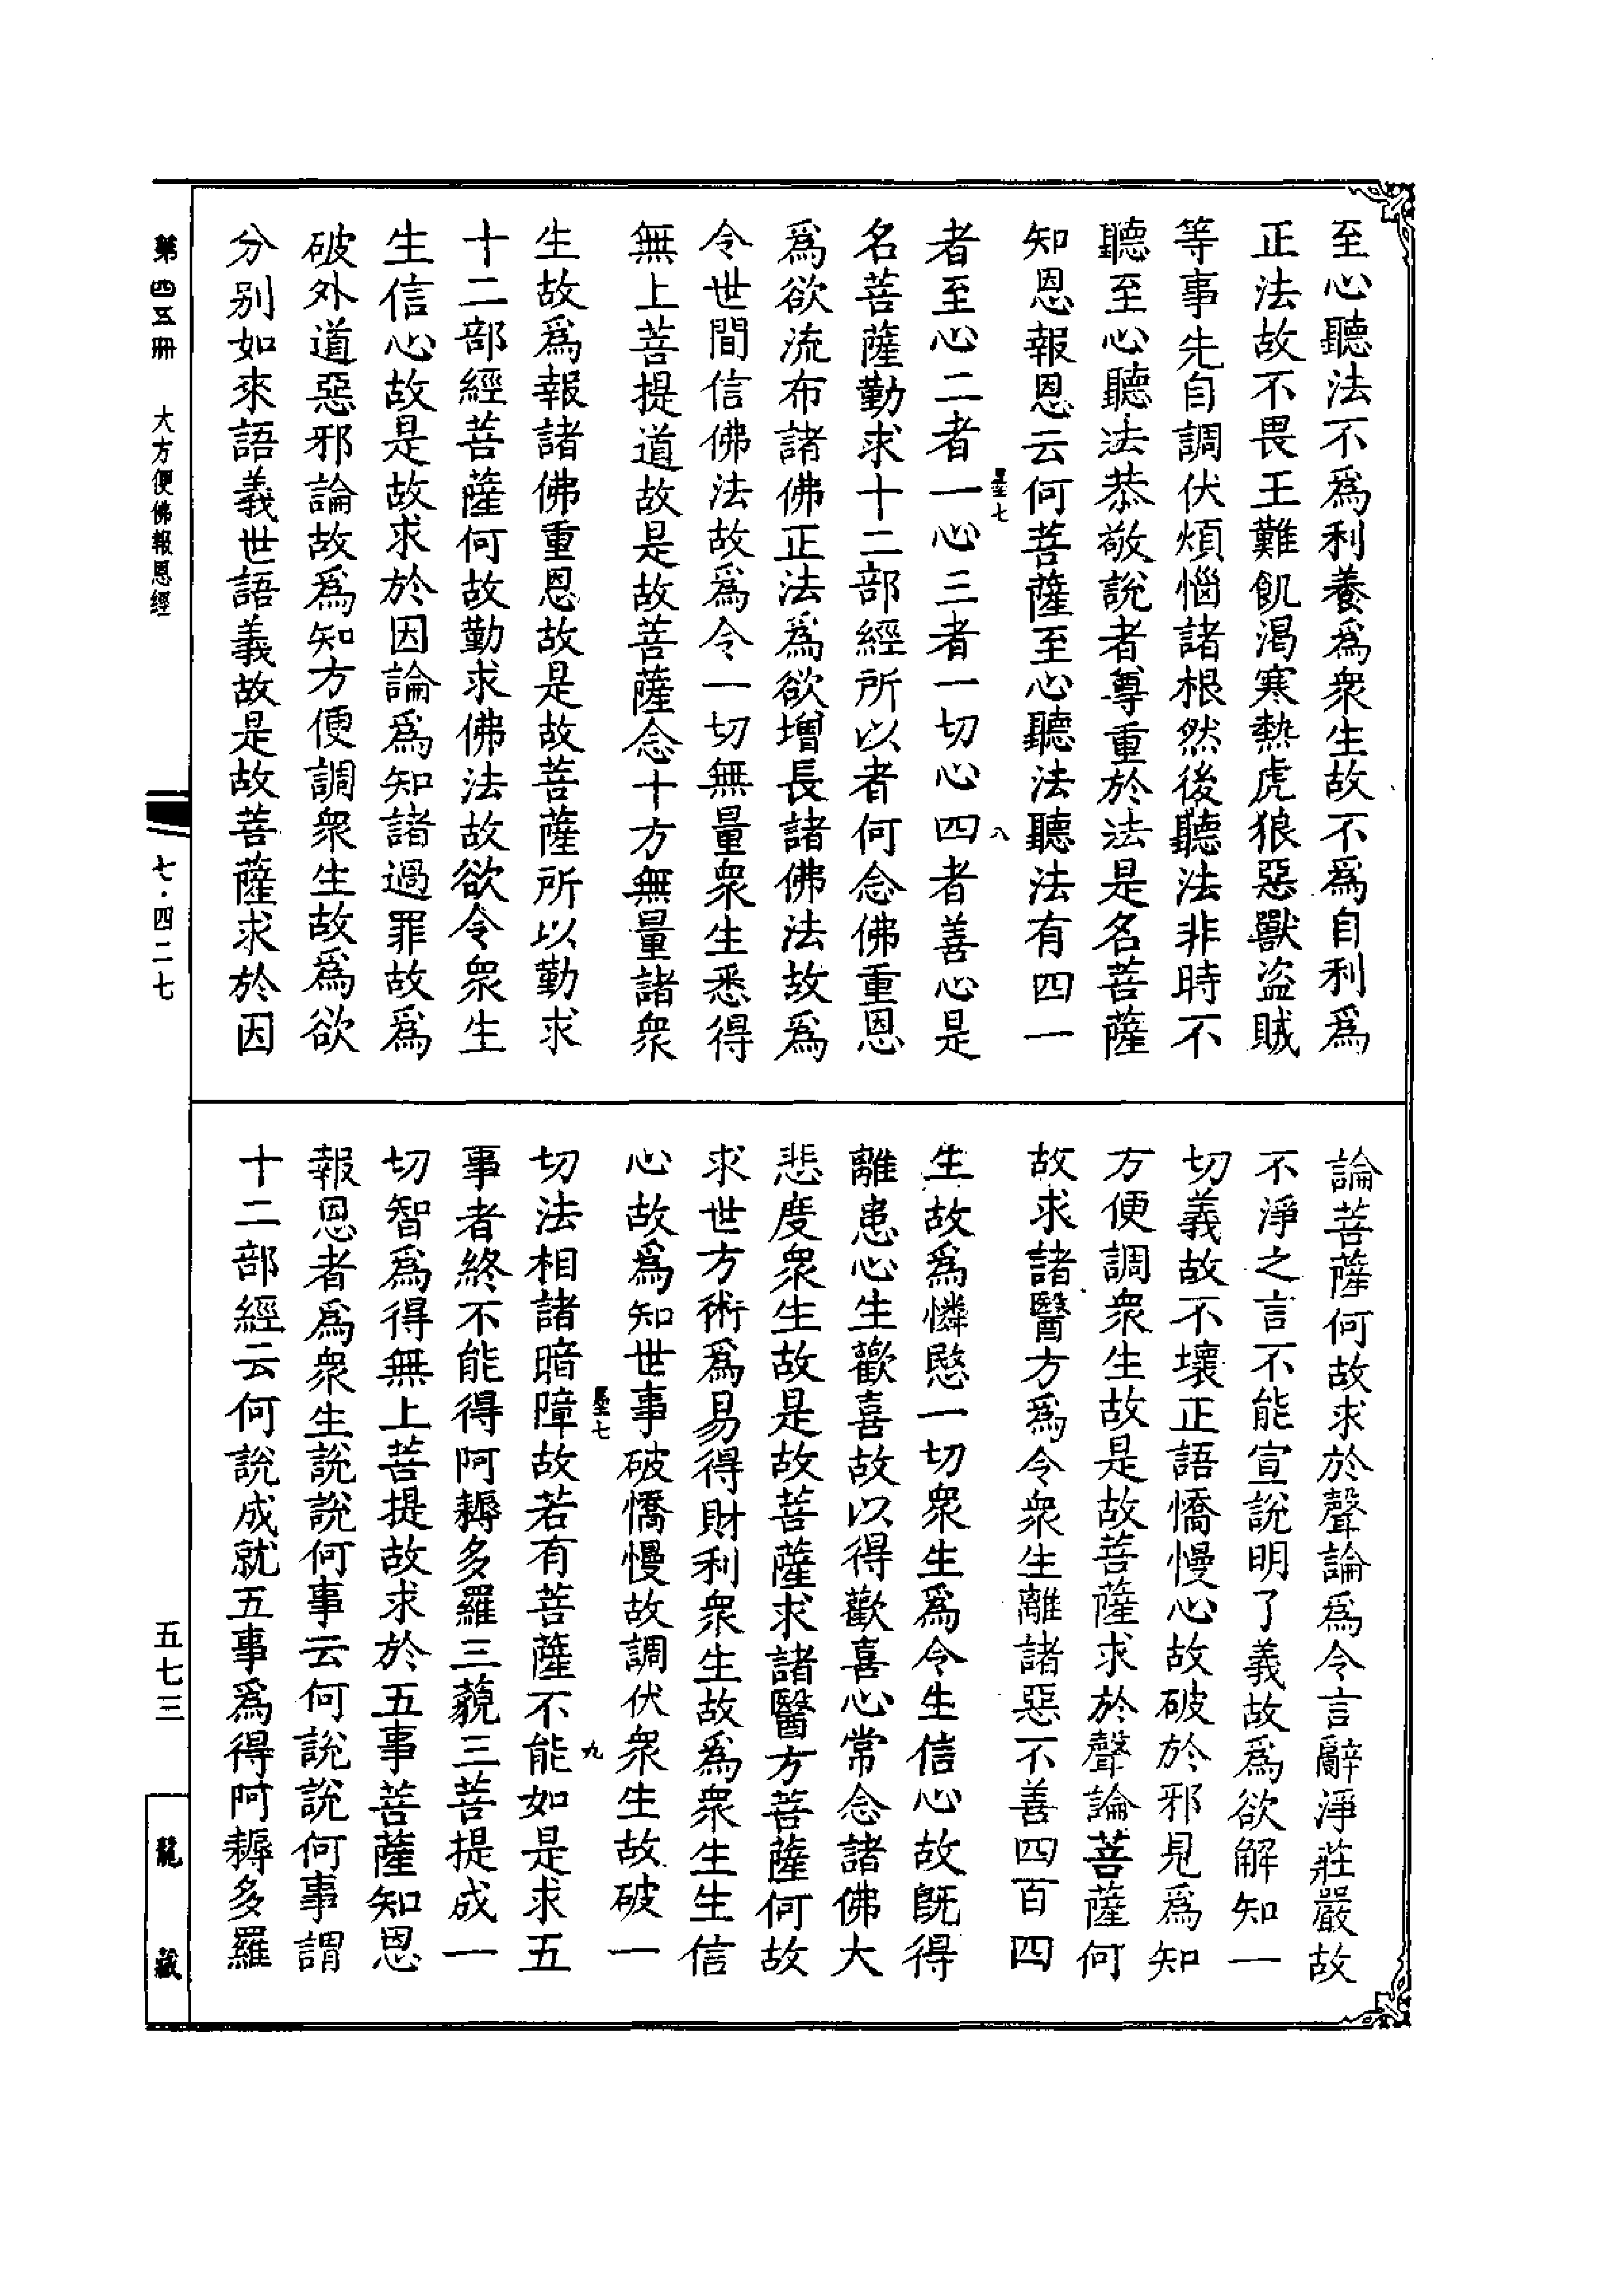 至心聽法不爲利養爲衆生故不爲自利爲
正法故不畏王難飢渴寒熱虎狼惡獸盜賊
等事先自調伏煩惱諸根然後聽法非時不
聽至心聽法恭敬說者尊重於法是名菩薩
知恩報恩云何菩薩至心聽法聽法有四一
星七
八
者至心二者一心三者一切心四者善心是
名菩薩勤求十二部經所以者何念佛重恩
爲欲流布諸佛正法爲欲增長諸佛法故爲
令世間信佛法故爲令一切無量衆生悉得
無上菩提道故是故菩薩念十方無量諸衆
生故爲報諸佛重恩故是故菩薩所以勤求
十二部經菩薩何故勤求佛法故欲令衆生
生信心故是故求於因論爲知諸過罪故爲
破外道惡邪論故爲知方便調衆生故爲欲
分别如來語義世語義故是故菩薩求於因
論菩薩何故求於聲論爲令言辭淨莊嚴故
不淨之言不能宣說明了義故爲欲解知一
切義故不壞正語憍慢心故破於邪見爲知
方便調衆生故是故菩薩求於聲論菩薩何
故求諸醫方爲令衆生離諸惡不善四百四
生故爲憐愍一切衆生爲令生信心故旣得
離患心生歡喜故以得歡喜心常念諸佛大
悲度衆生故是故菩薩求諸醫方菩薩何故
求世方術爲易得財利衆生故爲衆生生信
心故爲知世事破憍慢故調伏衆生故破一
星七
九
切法相諸暗障故若有菩薩不能如是求五
事者終不能得阿耨多羅三藐三菩提成一
切智爲得無上菩提故求於五事菩薩知恩
報恩者爲衆生說說何事云何說說何事謂
十二部經云何說成就五事爲得阿耨多羅
第四五冊 大方便佛報恩經
七·四二七
五七三
龍藏